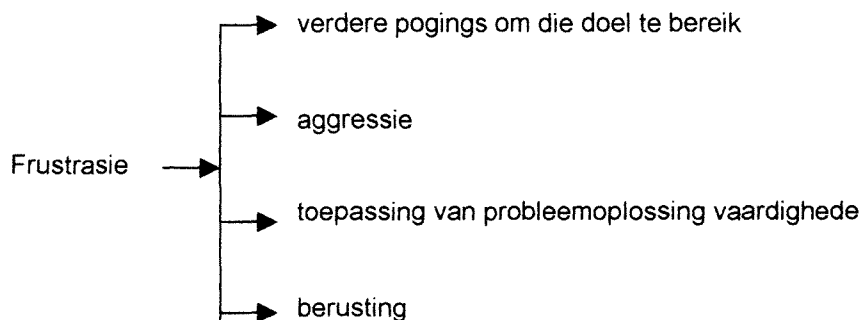 verdere pogings om die doel te bereik
aggressie
Frustrasie
toepassing van probleemoplossing vaardighede
berusting